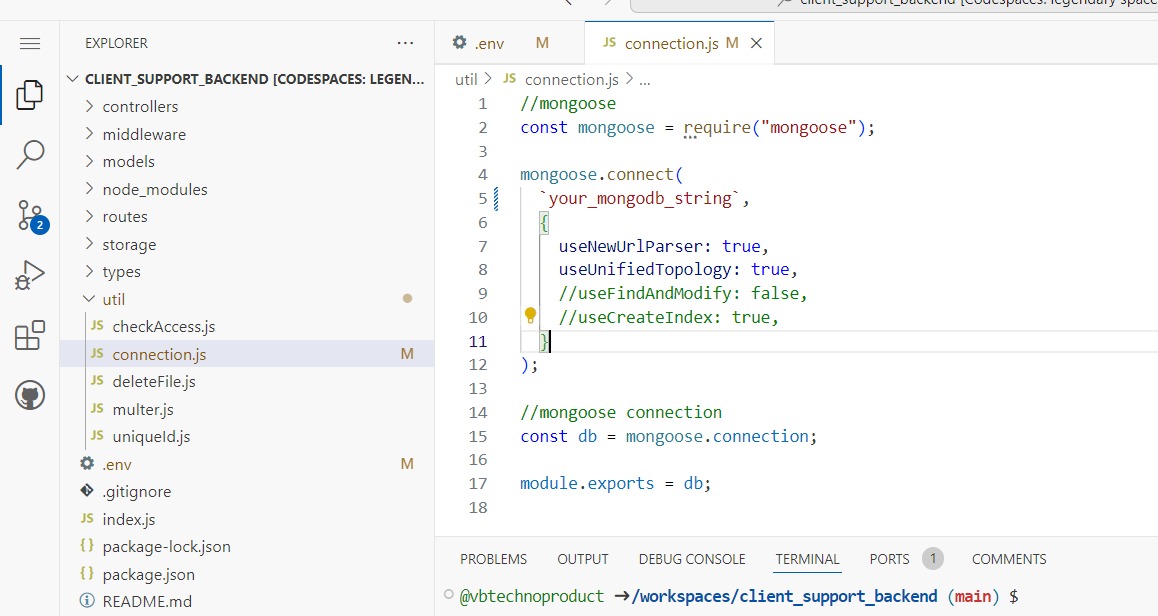 client_support_backend [Codespaces: legendary space
EXPLORER ...
CLIENT_SUPPORT_BACKEND [CODESPACES: LEGEN...
controllers
middleware
models
node_modules
routes
storage
types
util
JS checkAccess.js
JS connection.js M
JS deleteFile.js
JS multer.js
JS uniqueId.js
.env M
.gitignore
JS index.js
{} package-lock.json
{} package.json
README.md
2
.env M
JS connection.js M
util > JS connection.js > ...
1 //mongoose
2 const mongoose = require("mongoose");
3
4 mongoose.connect(
5 `your_mongodb_string`,
6 {
7 useNewUrlParser: true,
8 useUnifiedTopology: true,
9 //useFindAndModify: false,
10 //useCreateIndex: true,
11 }
12 );
13
14 //mongoose connection
15 const db = mongoose.connection;
16
17 module.exports = db;
18
PROBLEMS OUTPUT DEBUG CONSOLE TERMINAL PORTS 1 COMMENTS
@vbtechnoproduct →/workspaces/client_support_backend (main) $